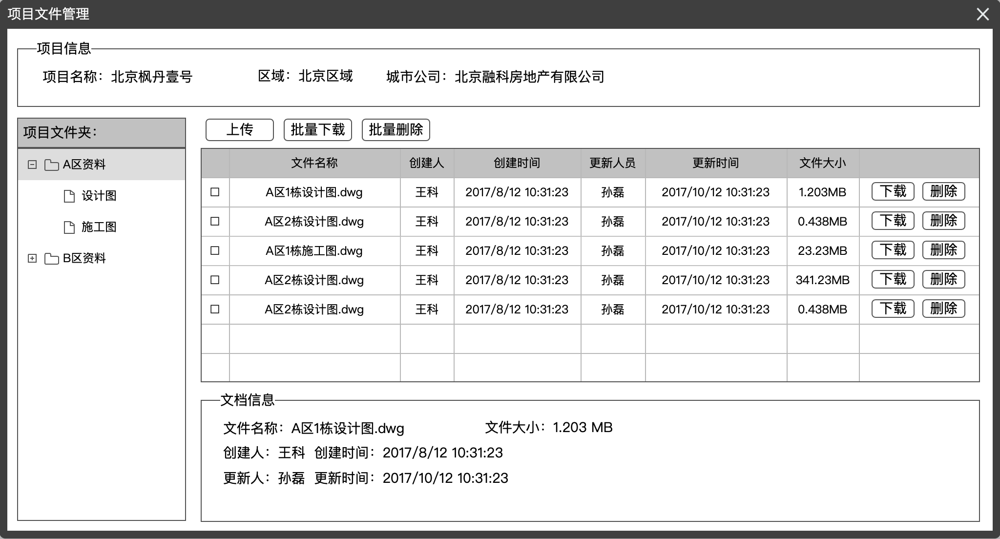 项目文件管理
项目信息
项目名称：北京枫丹壹号 区域：北京区域 城市公司：北京融科房地产有限公司
项目文件夹：
A区资料
设计图
施工图
B区资料
上传 批量下载 批量删除
文件名称 创建人 创建时间 更新人员 更新时间 文件大小
A区1栋设计图.dwg 王科 2017/8/12 10:31:23 孙磊 2017/10/12 10:31:23 1.203MB 下载 删除
A区2栋设计图.dwg 王科 2017/8/12 10:31:23 孙磊 2017/10/12 10:31:23 0.438MB 下载 删除
A区1栋施工图.dwg 王科 2017/8/12 10:31:23 孙磊 2017/10/12 10:31:23 23.23MB 下载 删除
A区2栋设计图.dwg 王科 2017/8/12 10:31:23 孙磊 2017/10/12 10:31:23 341.23MB 下载 删除
A区2栋设计图.dwg 王科 2017/8/12 10:31:23 孙磊 2017/10/12 10:31:23 0.438MB 下载 删除
文档信息
文件名称：A区1栋设计图.dwg 文件大小：1.203 MB
创建人：王科 创建时间：2017/8/12 10:31:23
更新人：孙磊 更新时间：2017/10/12 10:31:23